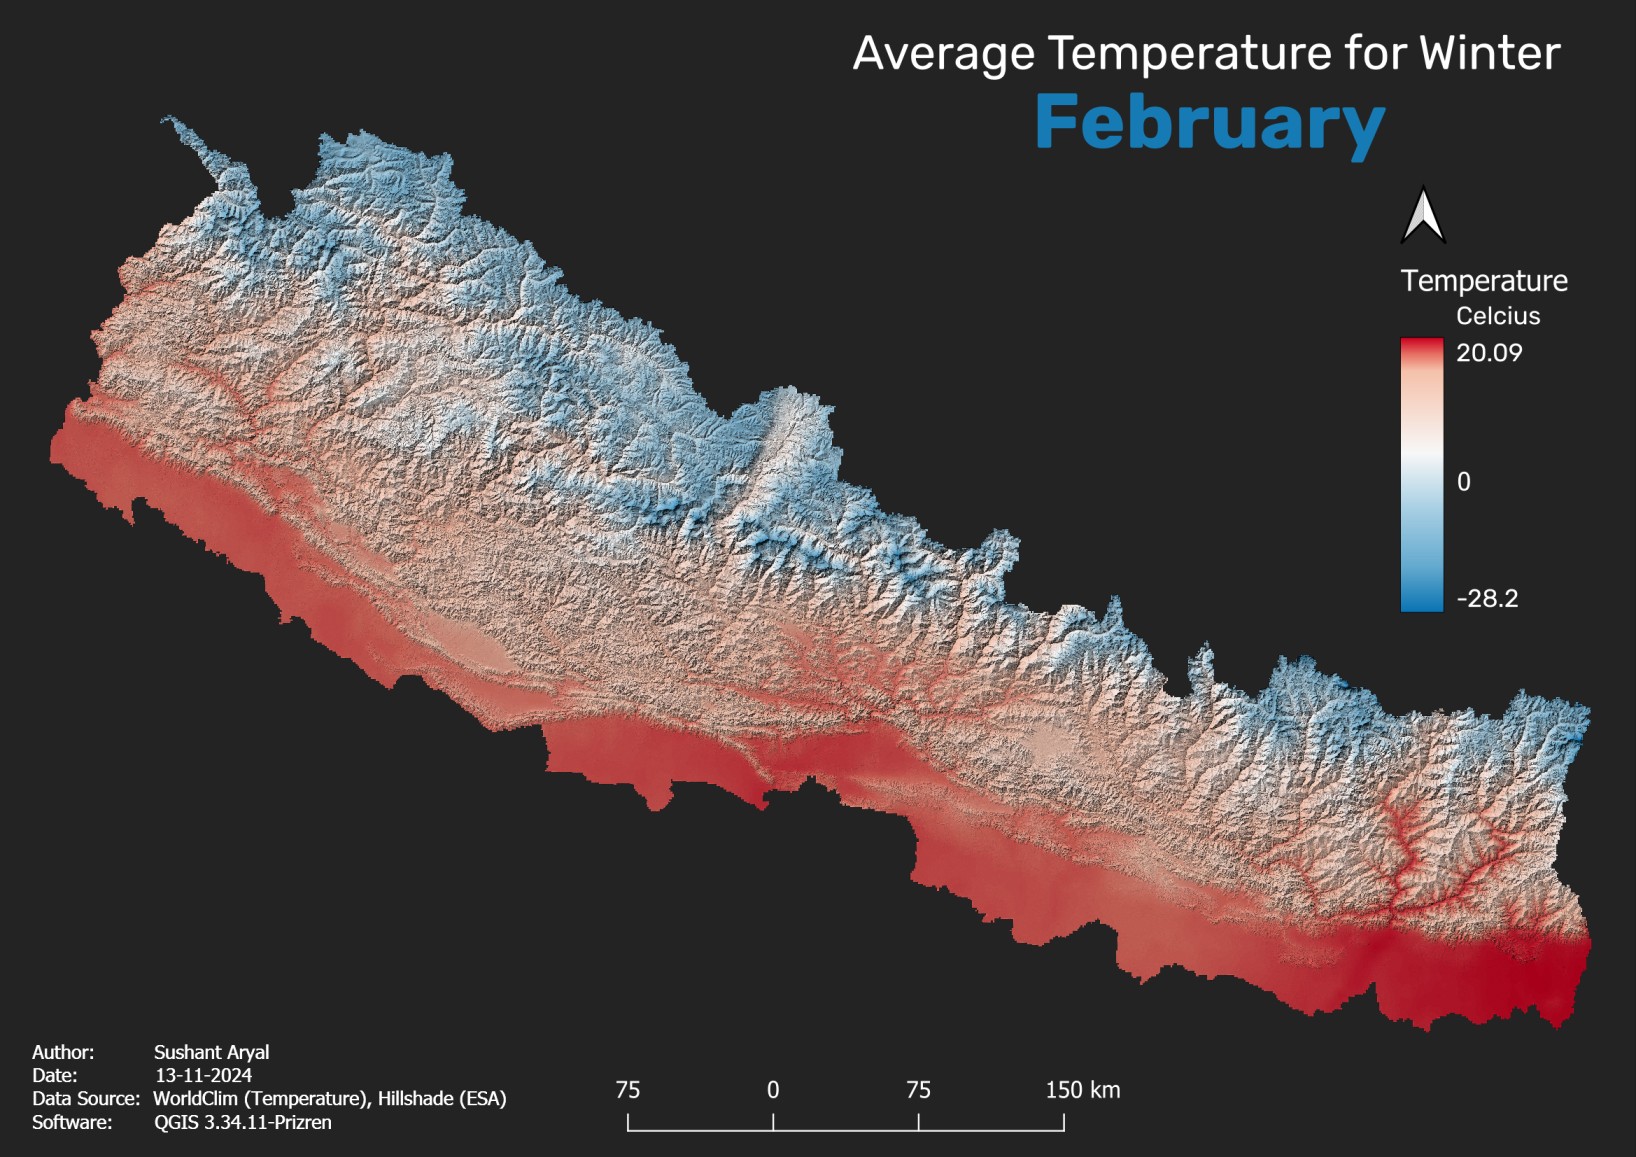 Average Temperature for Winter
February
Temperature
Celcius
20.09
0
-28.2
Author: Sushant Aryal
Date: 13-11-2024
Data Source: WorldClim (Temperature), Hillshade (ESA)
Software: QGIS 3.34.11-Prizren
75 0 75 150 km